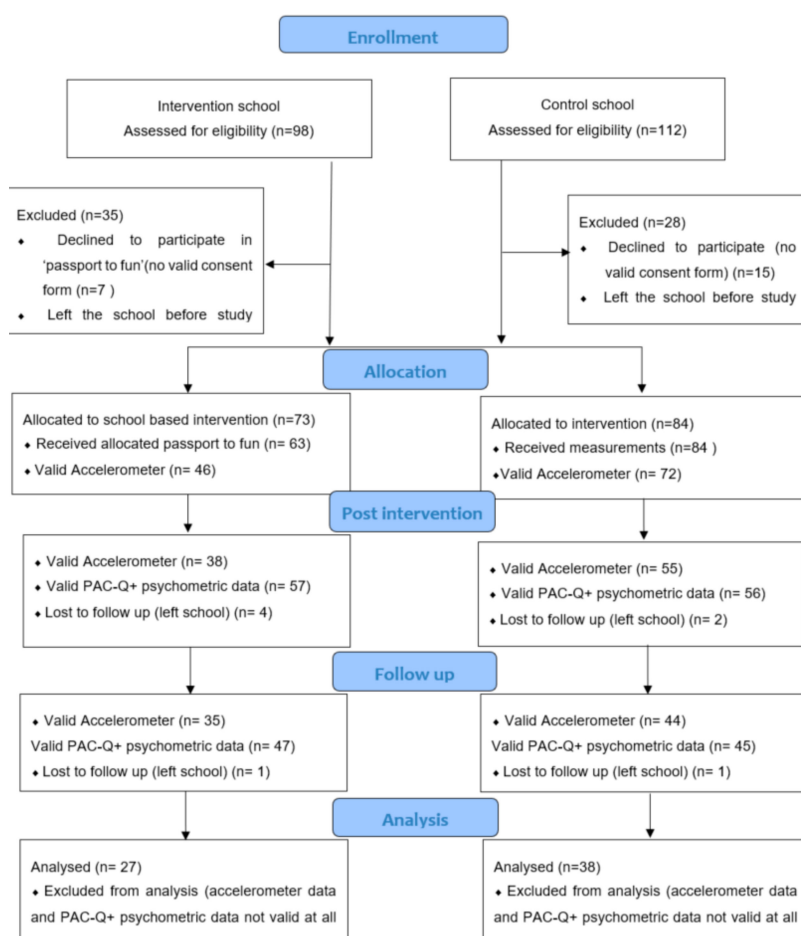 Enrollment
Intervention school
Assessed for eligibility (n=98)
Control school
Assessed for eligibility (n=112)
Excluded (n=35)
⬥ Declined to participate in
‘passport to fun’(no valid consent
form (n=7 )
⬥ Left the school before study
Excluded (n=28)
⬥ Declined to participate (no
valid consent form) (n=15)
⬥ Left the school before study
Allocation
Allocated to school based intervention (n=73)
⬥ Received allocated passport to fun (n= 63)
⬥ Valid Accelerometer (n= 46)
Allocated to intervention (n=84)
⬥ Received measurements (n=84 )
⬥Valid Accelerometer (n= 72)
Post intervention
⬥ Valid Accelerometer (n= 38)
⬥ Valid PAC-Q+ psychometric data (n= 57)
⬥ Lost to follow up (left school) (n= 4)
⬥ Valid Accelerometer (n= 55)
⬥ Valid PAC-Q+ psychometric data (n= 56)
⬥ Lost to follow up (left school) (n= 2)
Follow up
⬥ Valid Accelerometer (n= 35)
Valid PAC-Q+ psychometric data (n= 47)
⬥ Lost to follow up (left school) (n= 1)
⬥ Valid Accelerometer (n= 44)
Valid PAC-Q+ psychometric data (n= 45)
⬥ Lost to follow up (left school) (n= 1)
Analysis
Analysed (n= 27)
⬥ Excluded from analysis (accelerometer data
and PAC-Q+ psychometric data not valid at all
Analysed (n=38)
⬥ Excluded from analysis (accelerometer data
and PAC-Q+ psychometric data not valid at all